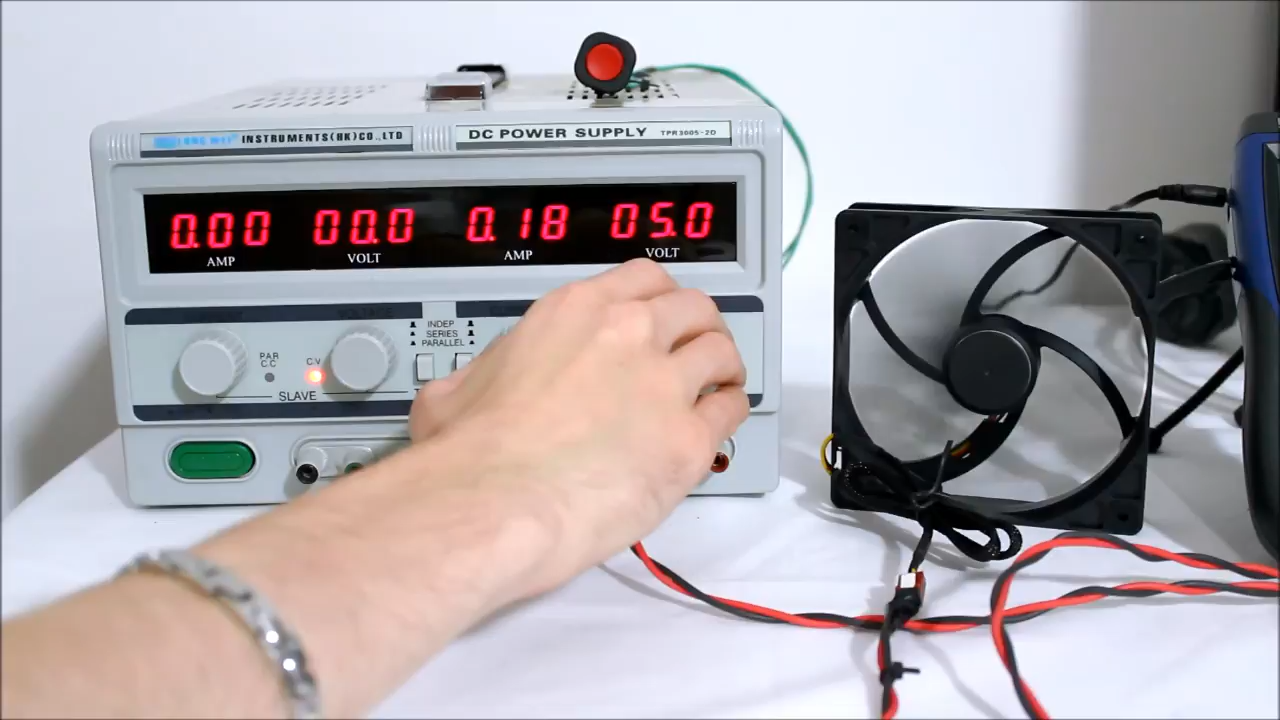 INSTRUMENTS(HK)CO.,LTD
DC POWER SUPPLY TPR3005-2D
0.00 00.0 0.18 05.0
AMP VOLT AMP VOLT
INDEP
SERIES
PARALLEL
PAR
C.C
C.V
SLAVE